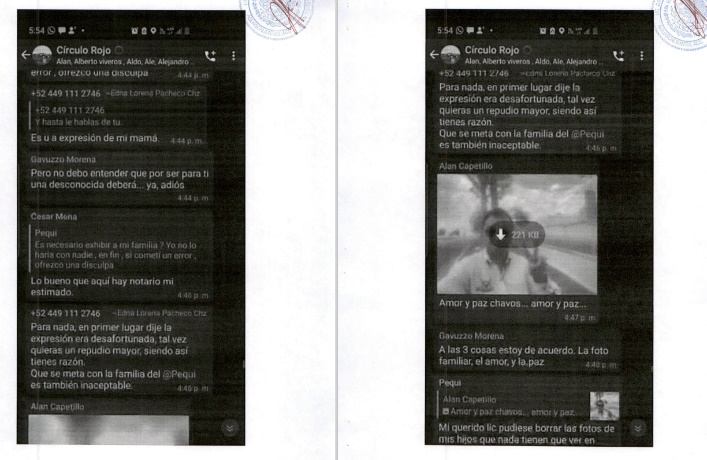 5:54
Círculo Rojo
Alan, Alberto viveros , Aldo, Ale, Alejandro ...
error , ofrezco una disculpa
4:44 p. m.
+52 449 111 2746 ~Edna Lorena Pacheco Chz
+52 449 111 2746
Y hasta le hablas de tu.
Es u a expresión de mi mamá.
4:44 p. m.
Gavuzzo Morena
Pero no debo entender que por ser para ti
una desconocida deberá... ya, adiós
4:44 p. m.
Cesar Mena
Pequi
Es necesario exhibir a mi familia ? Yo no lo
haria con nadie , en fin , si cometí un error ,
ofrezco una disculpa
Lo bueno que aquí hay notario mi
estimado.
4:46 p. m.
+52 449 111 2746 ~Edna Lorena Pacheco Chz
Para nada, en primer lugar dije la
expresión era desafortunada, tal vez
quieras un repudio mayor, siendo así
tienes razón.
Que se meta con la familia del @Pequi
es también inaceptable.
4:46 p. m.
Alan Capetillo
5:54
Círculo Rojo
Alan, Alberto viveros , Aldo, Ale, Alejandro ...
+52 449 111 2746 ~Edna Lorena Pacheco Chz
Para nada, en primer lugar dije la
expresión era desafortunada, tal vez
quieras un repudio mayor, siendo así
tienes razón.
Que se meta con la familia del @Pequi
es también inaceptable.
4:46 p. m.
Alan Capetillo
221 KB
Amor y paz chavos... amor y paz...
4:47 p. m.
Gavuzzo Morena
A las 3 cosas estoy de acuerdo. La foto
familiar, el amor, y la.paz
4:48 p. m.
Pequi
Alan Capetillo
Amor y paz chavos... amor y paz...
Mi querido lic pudiese borrar las fotos de
mis hijos que nada tienen que ver en